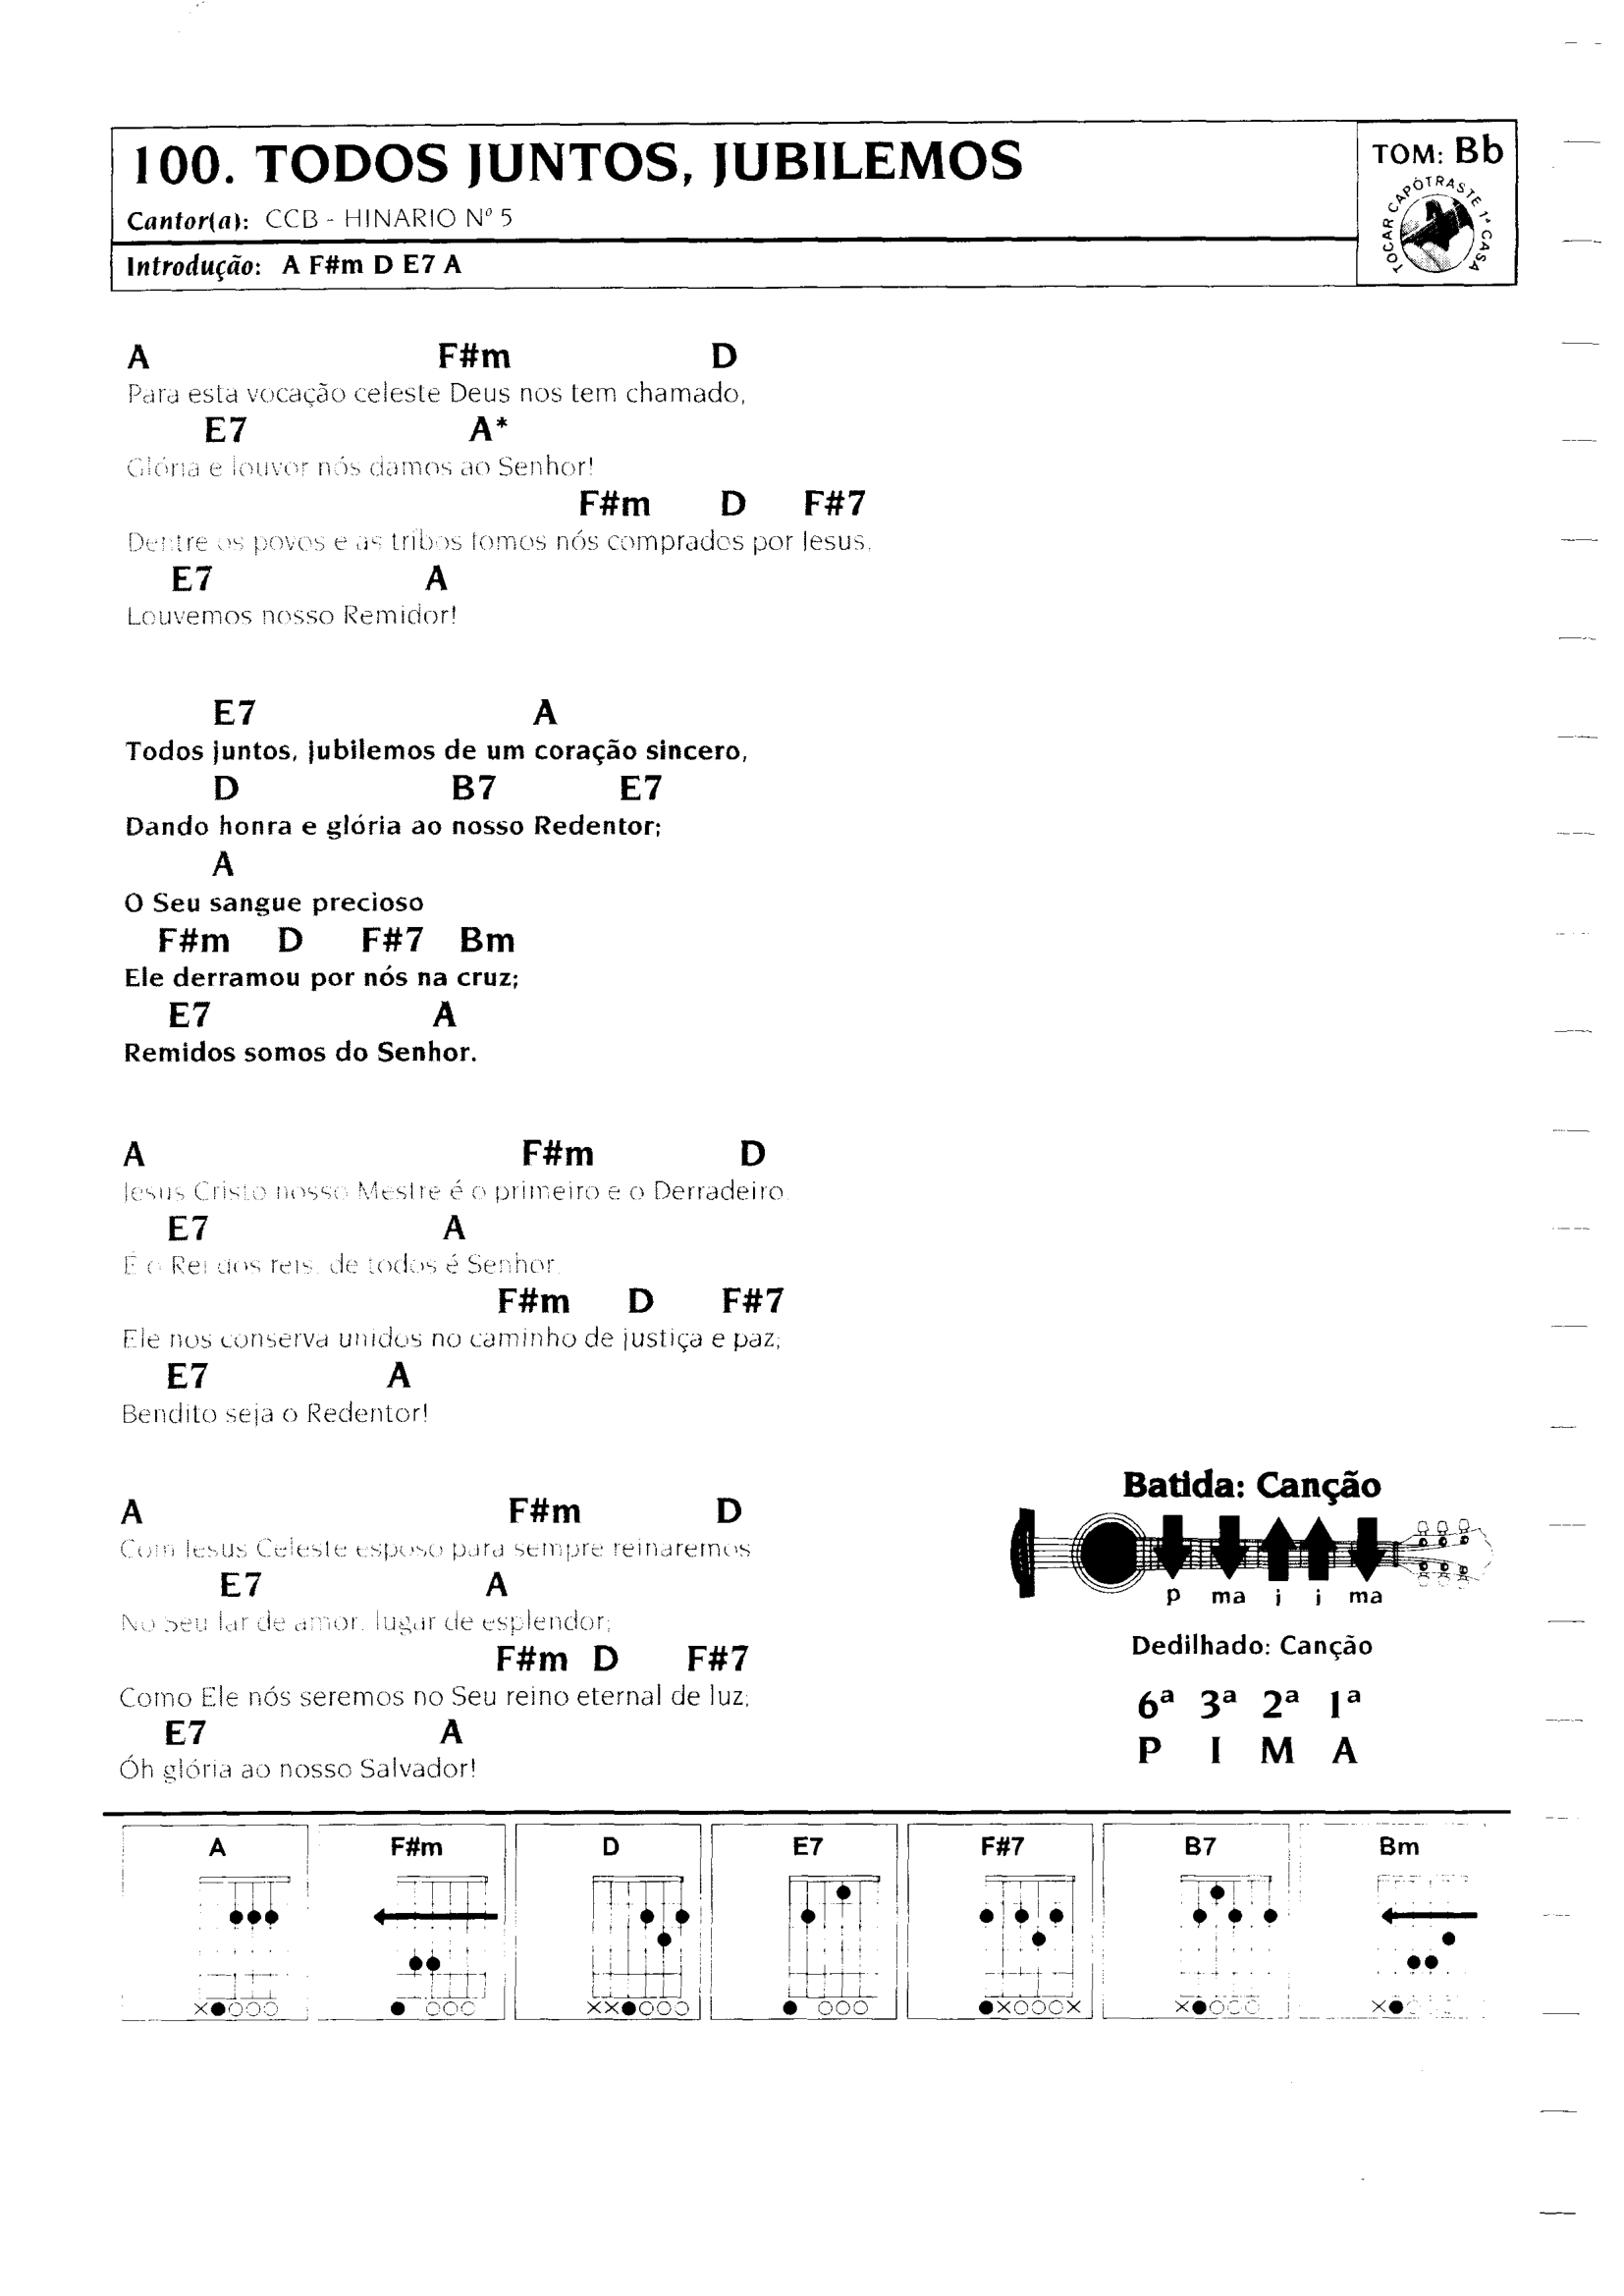 100. TODOS JUNTOS, JUBILEMOS
Cantor(a): CCB - HINARIO Nº 5
Introdução: A F#m D E7 A
TOM: Bb
TOCAR CAPÓTRASTE 1ª CASA
A F#m D
Para esta vocação celeste Deus nos tem chamado,
E7 A*
Glória e louvor nós damos ao Senhor!
F#m D F#7
Dentre os povos e as tribos fomos nós comprados por Jesus,
E7 A
Louvemos nosso Remidor!
E7 A
Todos juntos, jubilemos de um coração sincero,
D B7 E7
Dando honra e glória ao nosso Redentor;
A
O Seu sangue precioso
F#m D F#7 Bm
Ele derramou por nós na cruz;
E7 A
Remidos somos do Senhor.
A F#m D
Jesus Cristo nosso Mestre é o primeiro e o Derradeiro
E7 A
É o Rei dos reis, de todos é Senhor
F#m D F#7
Ele nos conserva unidos no caminho de justiça e paz;
E7 A
Bendito seja o Redentor!
A F#m D
Com Jesus Celeste esposo para sempre reinaremos
E7 A
No Seu lar de amor, lugar de esplendor;
F#m D F#7
Como Ele nós seremos no Seu reino eternal de luz;
E7 A
Óh glória ao nosso Salvador!
Batida: Canção
p ma i i ma
Dedilhado: Canção
6ª 3ª 2ª 1ª
P I M A
A F#m D E7 F#7 B7 Bm